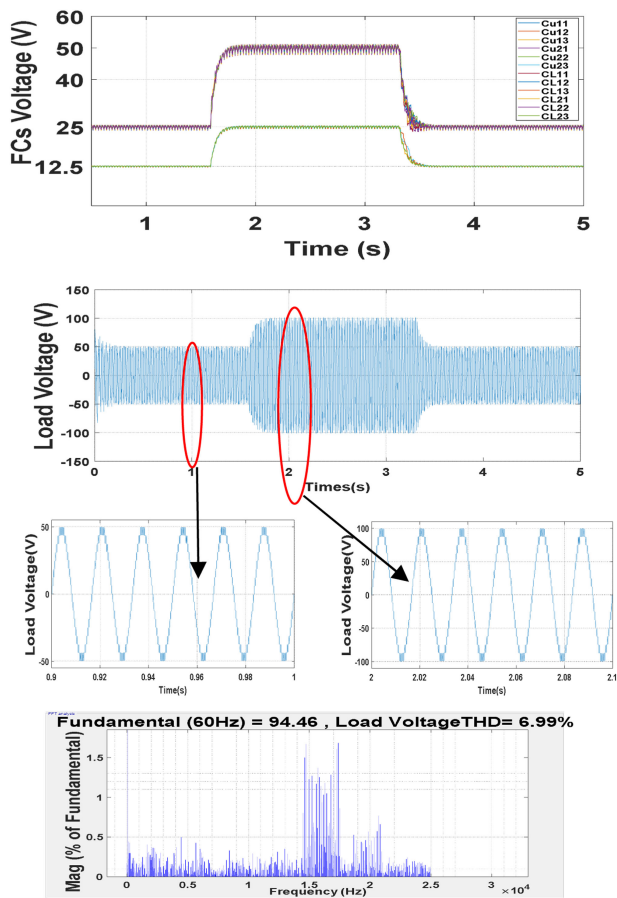 60
50
40
25
12.5
FCs Voltage (V)
Cu11
Cu12
Cu13
Cu21
Cu22
Cu23
CL11
CL12
CL13
CL21
CL22
CL23
1 2 3 4 5
Time (s)
150
100
50
0
-50
-100
-150
Load Voltage (V)
0 1 2 3 4 5
Times(s)
50
0
-50
Load Voltage(V)
0.9 0.92 0.94 0.96 0.98 1
Time(s)
100
50
0
-50
-100
Load Voltage(V)
2 2.02 2.04 2.06 2.08 2.1
Time(s)
FFT analysis
Fundamental (60Hz) = 94.46 , Load VoltageTHD= 6.99%
1.5
1
0.5
0
Mag (% of Fundamental)
0 0.5 1 1.5 2 2.5 3
Frequency (Hz)
×10⁴